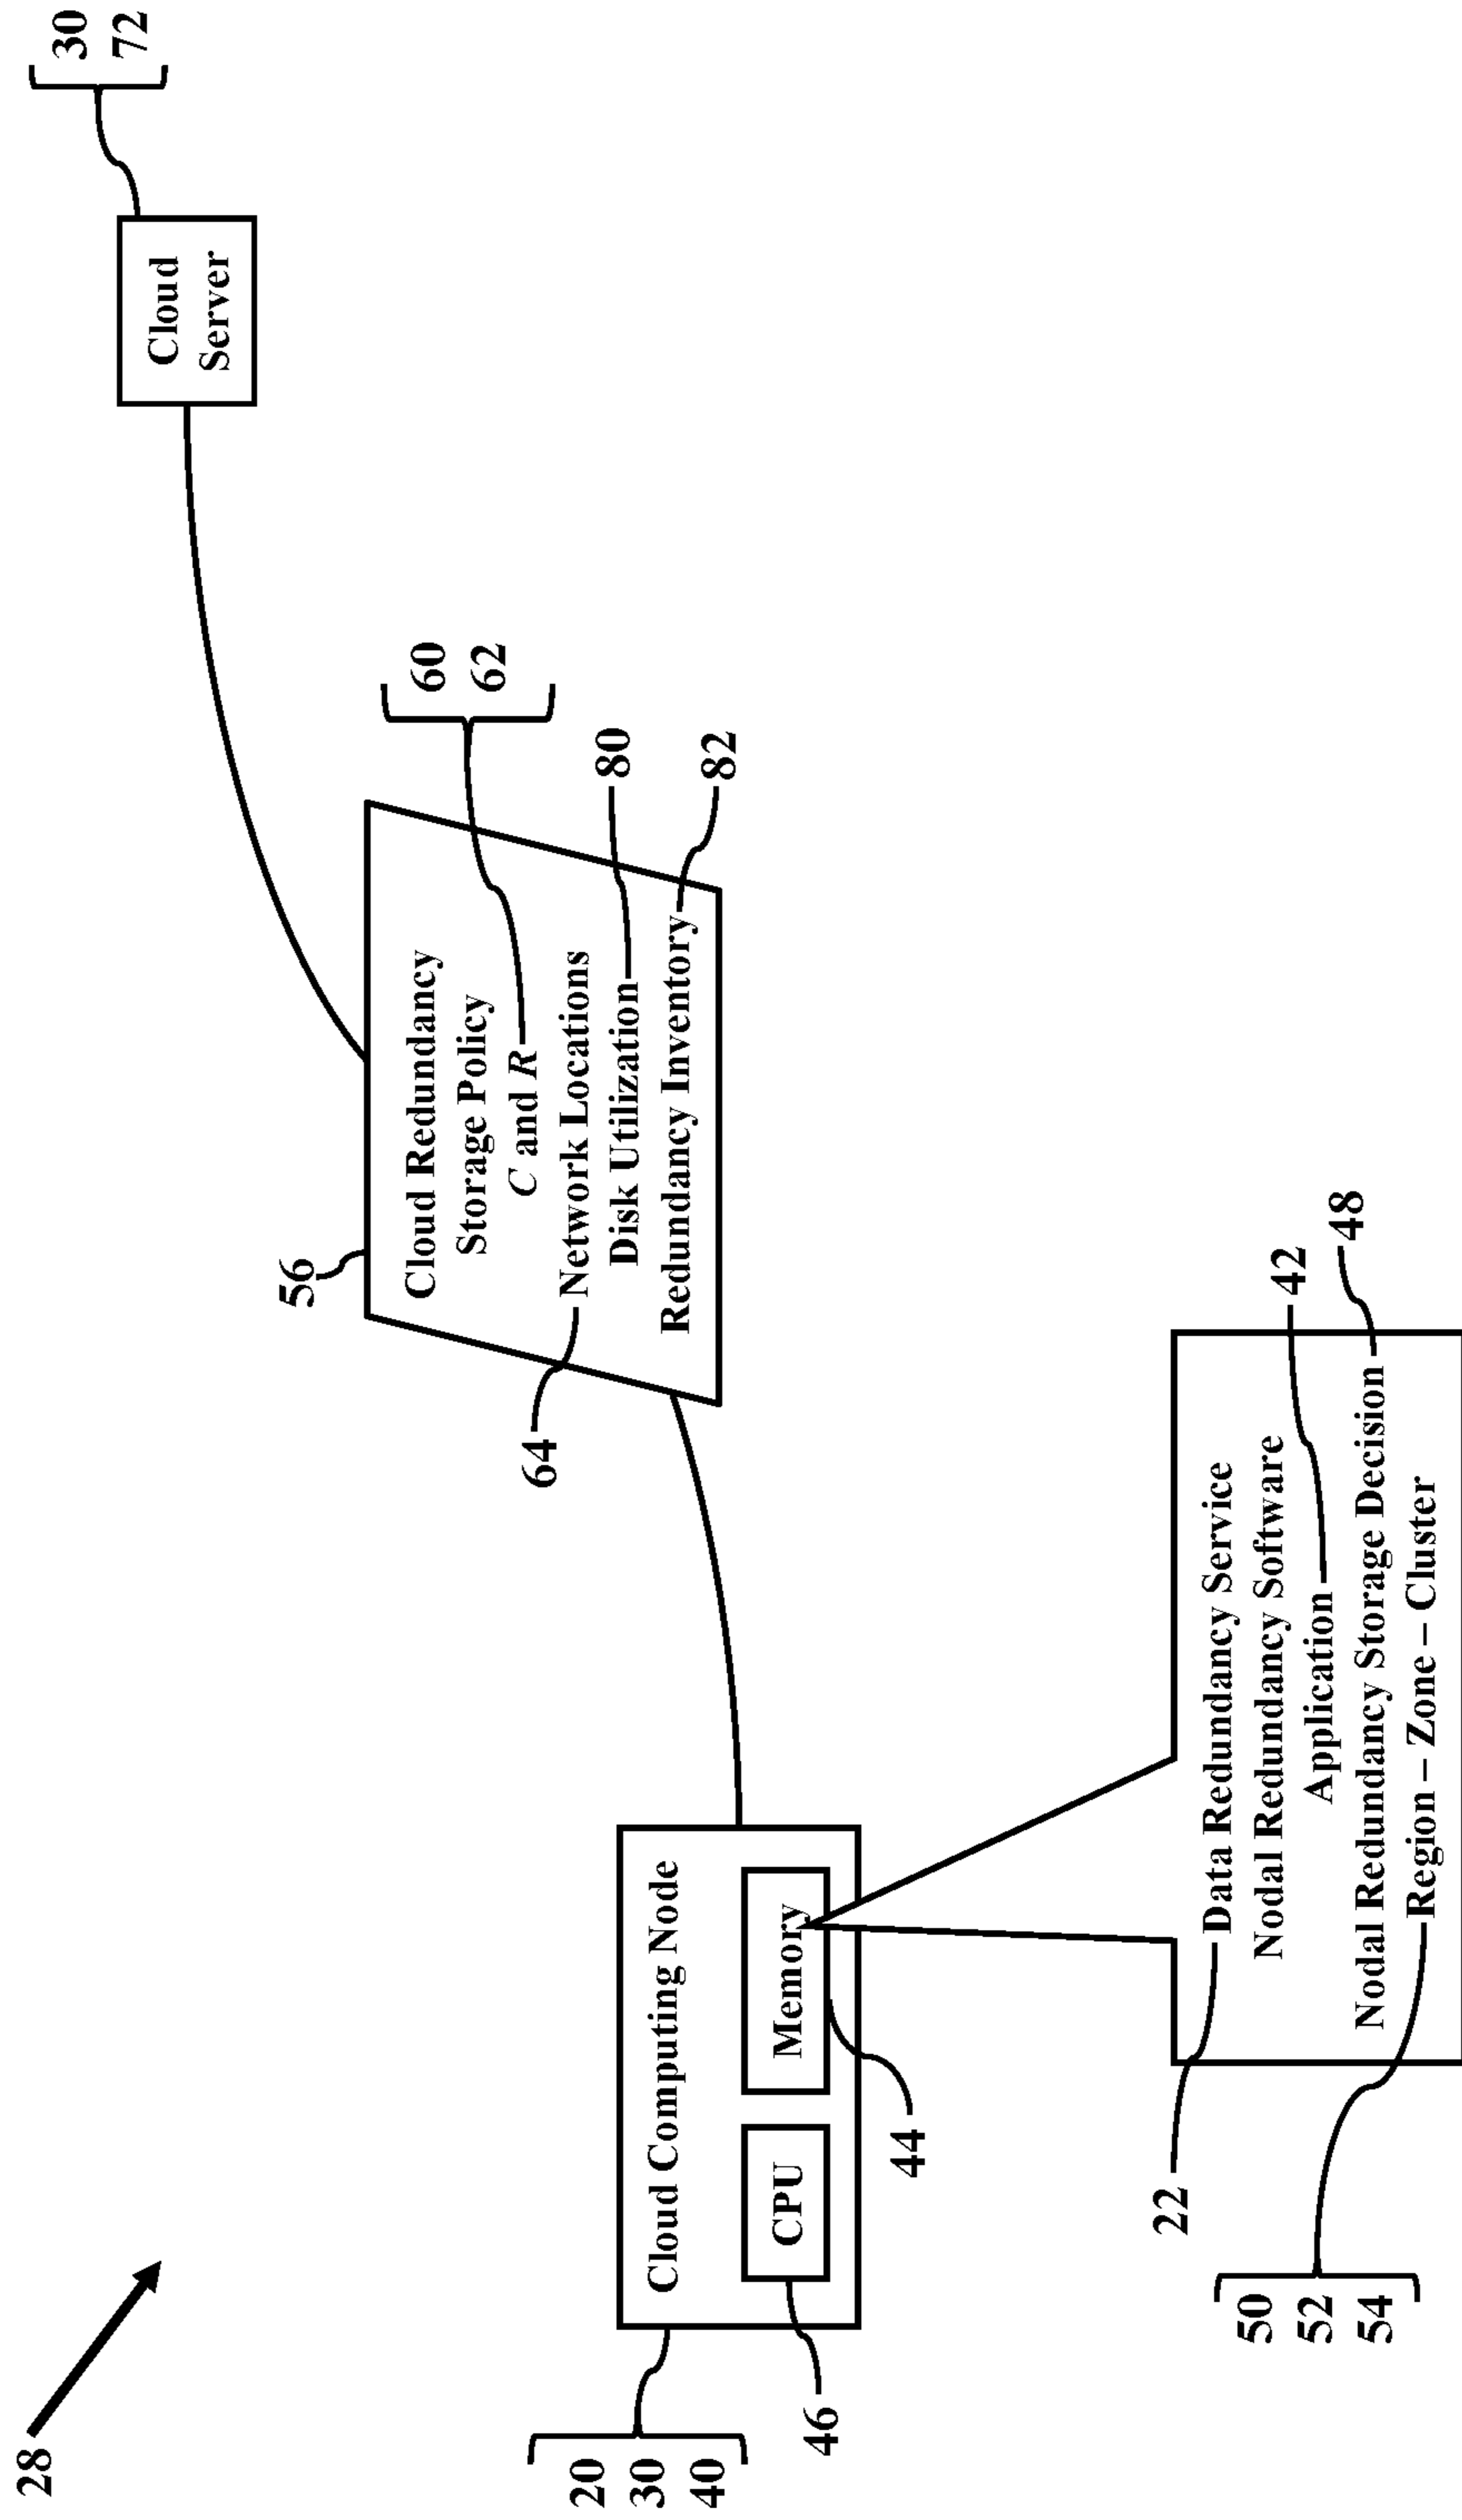 28
20
30
40
46
Cloud Computing Node
CPU
Memory
44
56
64
Cloud Redundancy
Storage Policy
C and R
Network Locations
Disk Utilization
Redundancy Inventory
60
62
80
82
Cloud
Server
30
72
22
50
52
54
Data Redundancy Service
Nodal Redundancy Software
Application
Nodal Redundancy Storage Decision
Region – Zone – Cluster
42
48